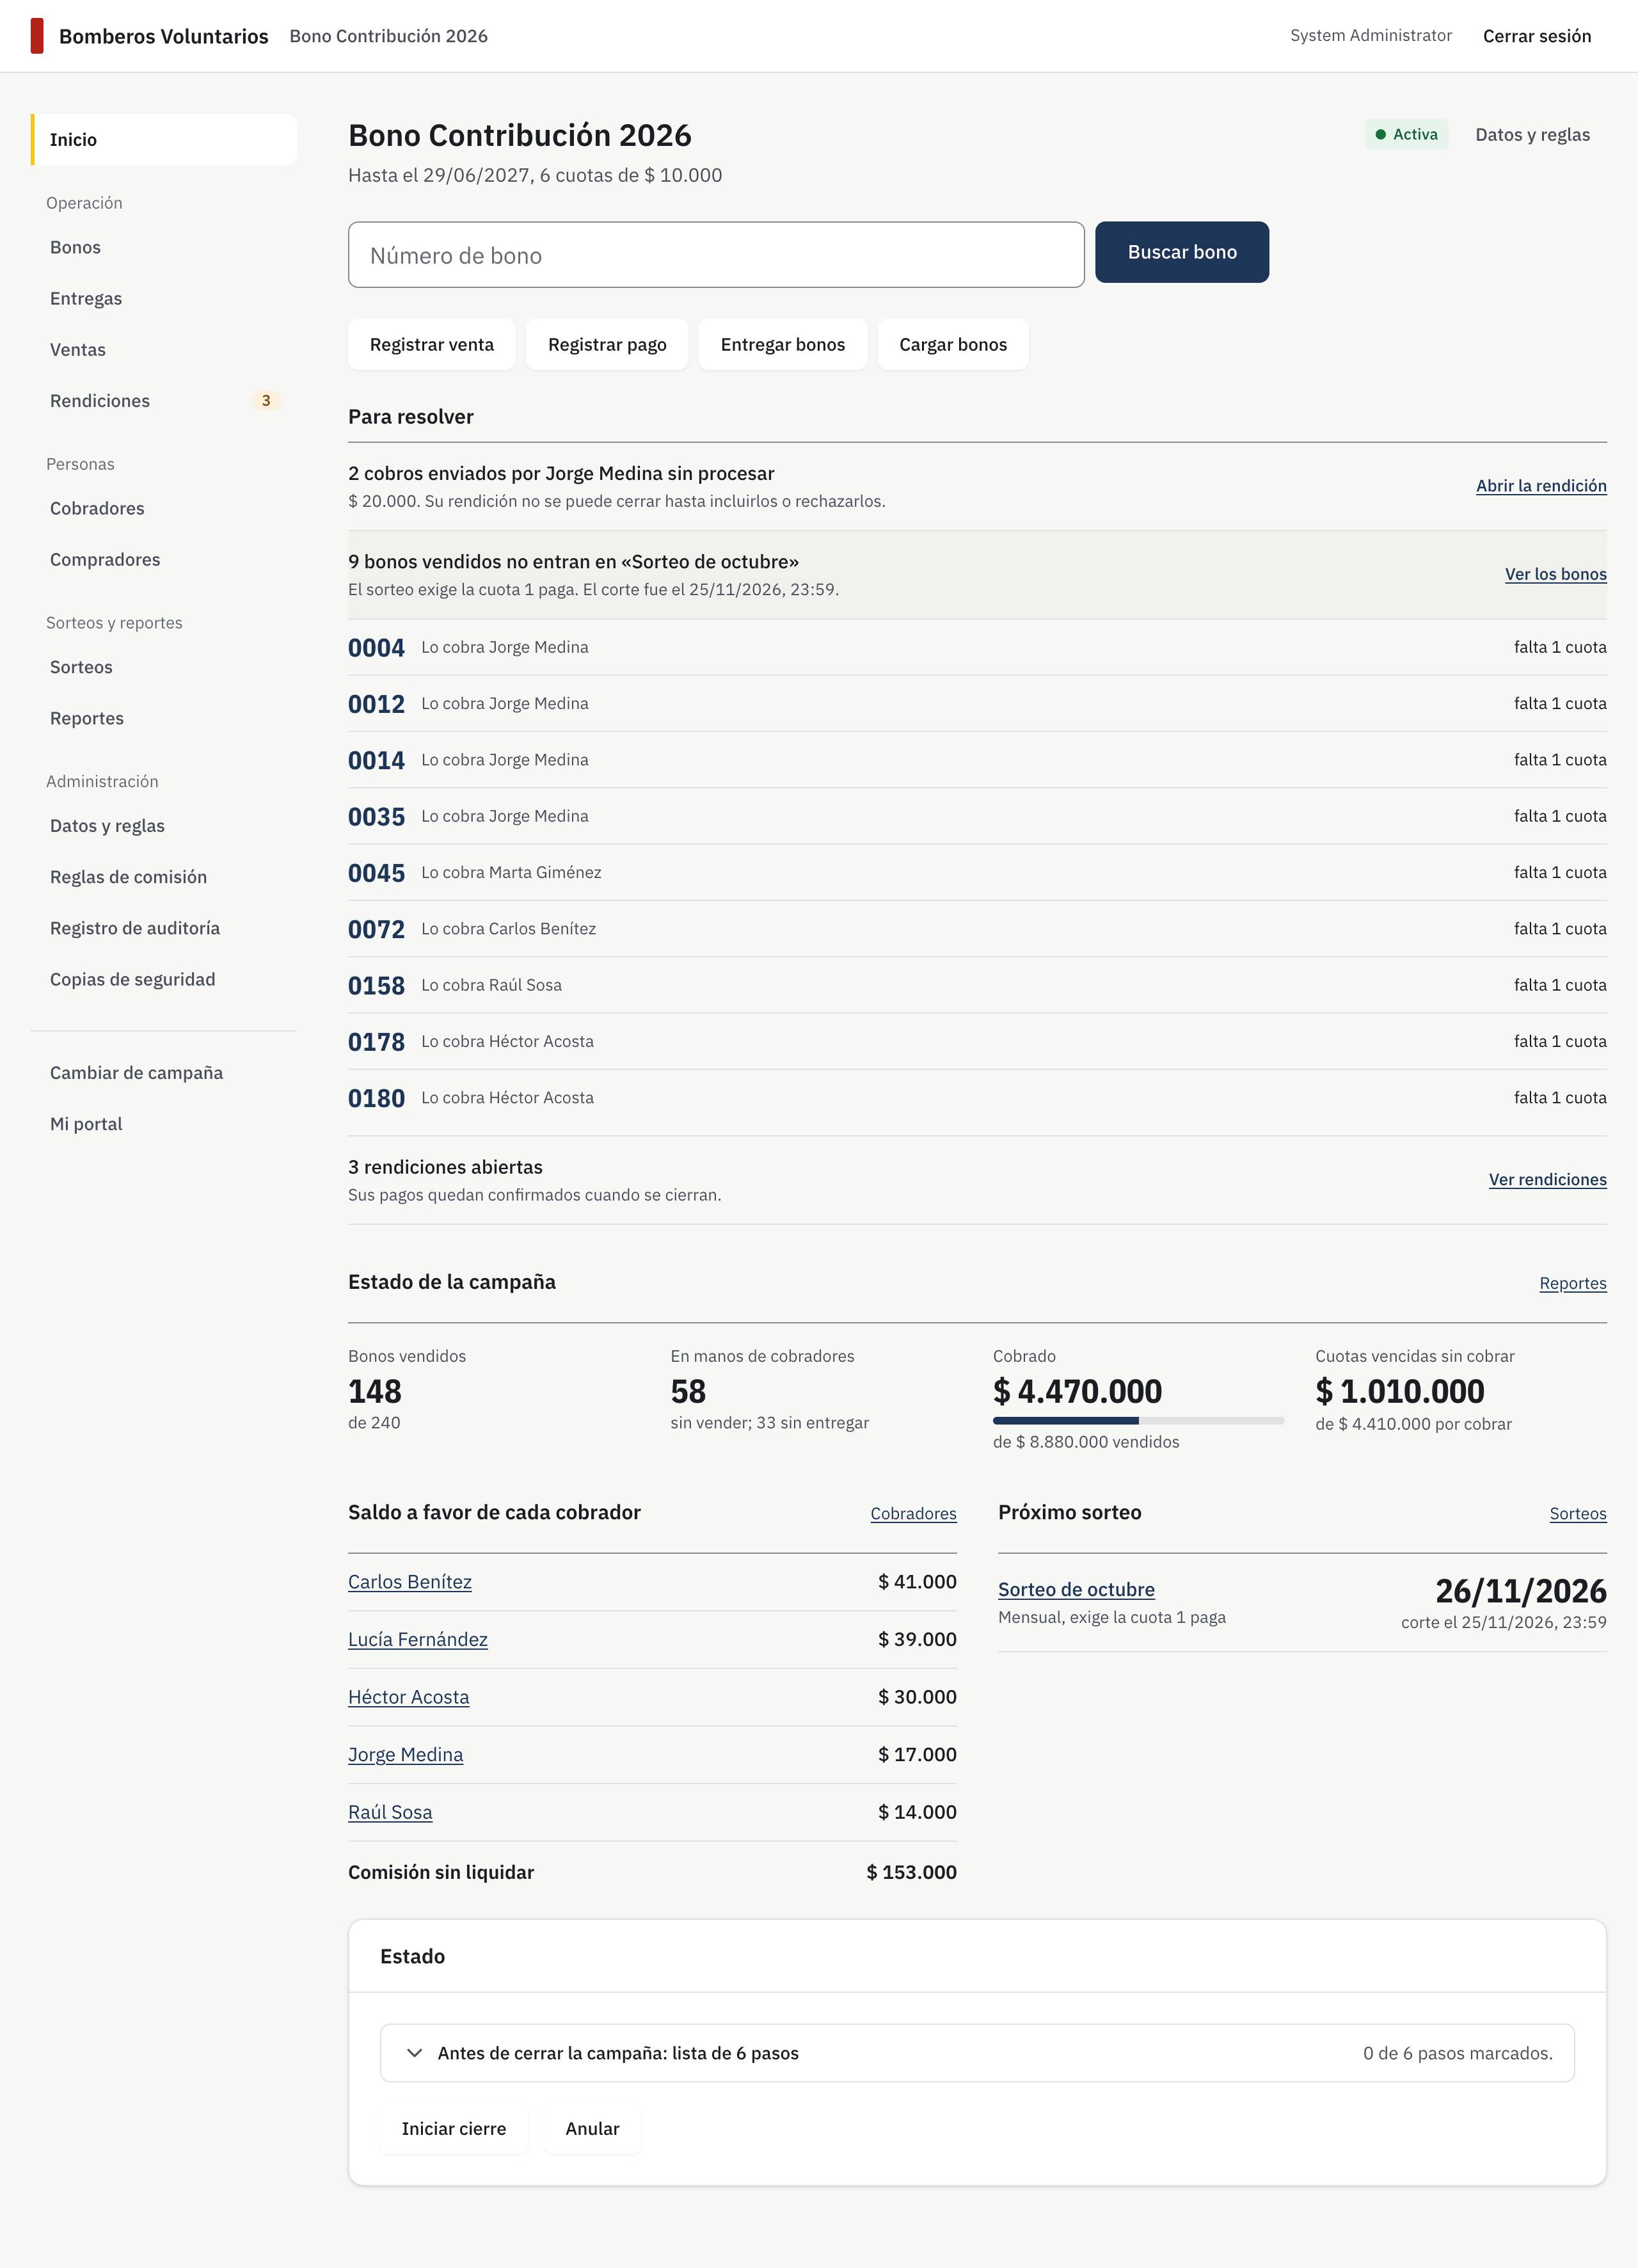 Bomberos Voluntarios Bono Contribución 2026 System Administrator Cerrar sesión
Inicio
Operación
Bonos
Entregas
Ventas
Rendiciones 3
Personas
Cobradores
Compradores
Sorteos y reportes
Sorteos
Reportes
Administración
Datos y reglas
Reglas de comisión
Registro de auditoría
Copias de seguridad
Cambiar de campaña
Mi portal
Bono Contribución 2026 Activa Datos y reglas
Hasta el 29/06/2027, 6 cuotas de $ 10.000
Número de bono Buscar bono
Registrar venta Registrar pago Entregar bonos Cargar bonos
Para resolver
2 cobros enviados por Jorge Medina sin procesar
$ 20.000. Su rendición no se puede cerrar hasta incluirlos o rechazarlos.
Abrir la rendición
9 bonos vendidos no entran en «Sorteo de octubre»
El sorteo exige la cuota 1 paga. El corte fue el 25/11/2026, 23:59.
Ver los bonos
0004 Lo cobra Jorge Medina falta 1 cuota
0012 Lo cobra Jorge Medina falta 1 cuota
0014 Lo cobra Jorge Medina falta 1 cuota
0035 Lo cobra Jorge Medina falta 1 cuota
0045 Lo cobra Marta Giménez falta 1 cuota
0072 Lo cobra Carlos Benítez falta 1 cuota
0158 Lo cobra Raúl Sosa falta 1 cuota
0178 Lo cobra Héctor Acosta falta 1 cuota
0180 Lo cobra Héctor Acosta falta 1 cuota
3 rendiciones abiertas
Sus pagos quedan confirmados cuando se cierran.
Ver rendiciones
Estado de la campaña Reportes
Bonos vendidos
148
de 240
En manos de cobradores
58
sin vender; 33 sin entregar
Cobrado
$ 4.470.000
de $ 8.880.000 vendidos
Cuotas vencidas sin cobrar
$ 1.010.000
de $ 4.410.000 por cobrar
Saldo a favor de cada cobrador Cobradores
Carlos Benítez $ 41.000
Lucía Fernández $ 39.000
Héctor Acosta $ 30.000
Jorge Medina $ 17.000
Raúl Sosa $ 14.000
Comisión sin liquidar $ 153.000
Próximo sorteo Sorteos
Sorteo de octubre
Mensual, exige la cuota 1 paga
26/11/2026
corte el 25/11/2026, 23:59
Estado
Antes de cerrar la campaña: lista de 6 pasos 0 de 6 pasos marcados.
Iniciar cierre Anular